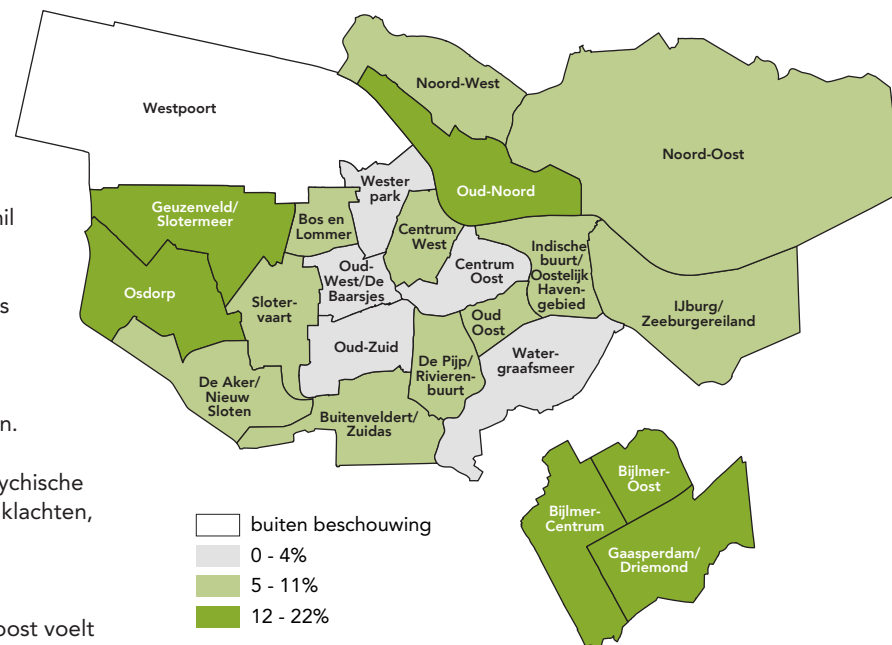 Noord-West
Westpoort
Noord-Oost
Wester
park
Oud-Noord
Geuzenveld/
Slotermeer
Bos en
Lommer
Centrum
West
Indische
buurt/
Oostelijk
Haven-
gebied
Centrum
Oost
Oud-
West/De
Baarsjes
Osdorp
Sloter-
vaart
IJburg/
Zeeburgereiland
Oud
Oost
Oud-Zuid
Water-
graafsmeer
De Pijp/
Rivieren-
buurt
De Aker/
Nieuw
Sloten
Buitenveldert/
Zuidas
Bijlmer-
Oost
Bijlmer-
Centrum
Gaasperdam/
Driemond
buiten beschouwing
0 - 4%
5 - 11%
12 - 22%
klachten,
voelt